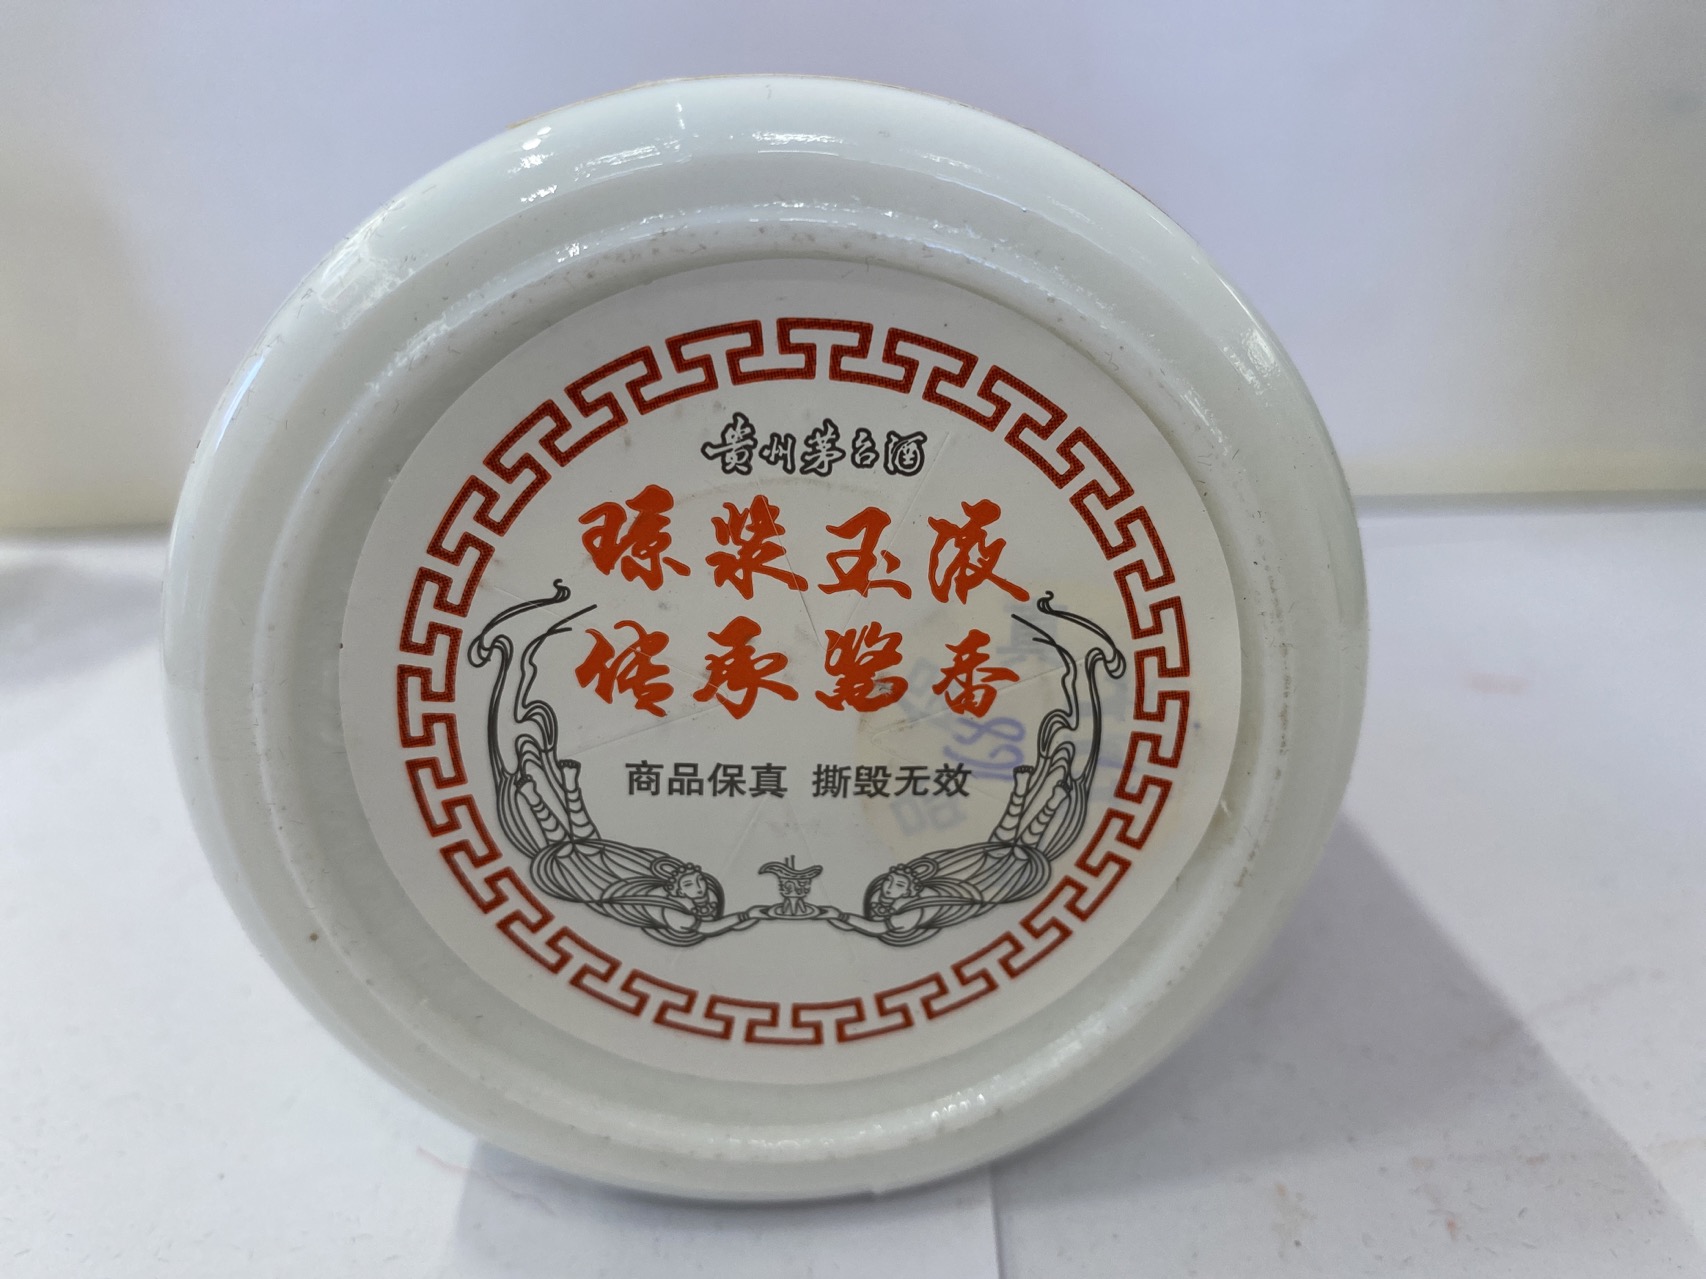 贵州茅台酒
琼浆玉液
传承酱香
商品保真 撕毁无效